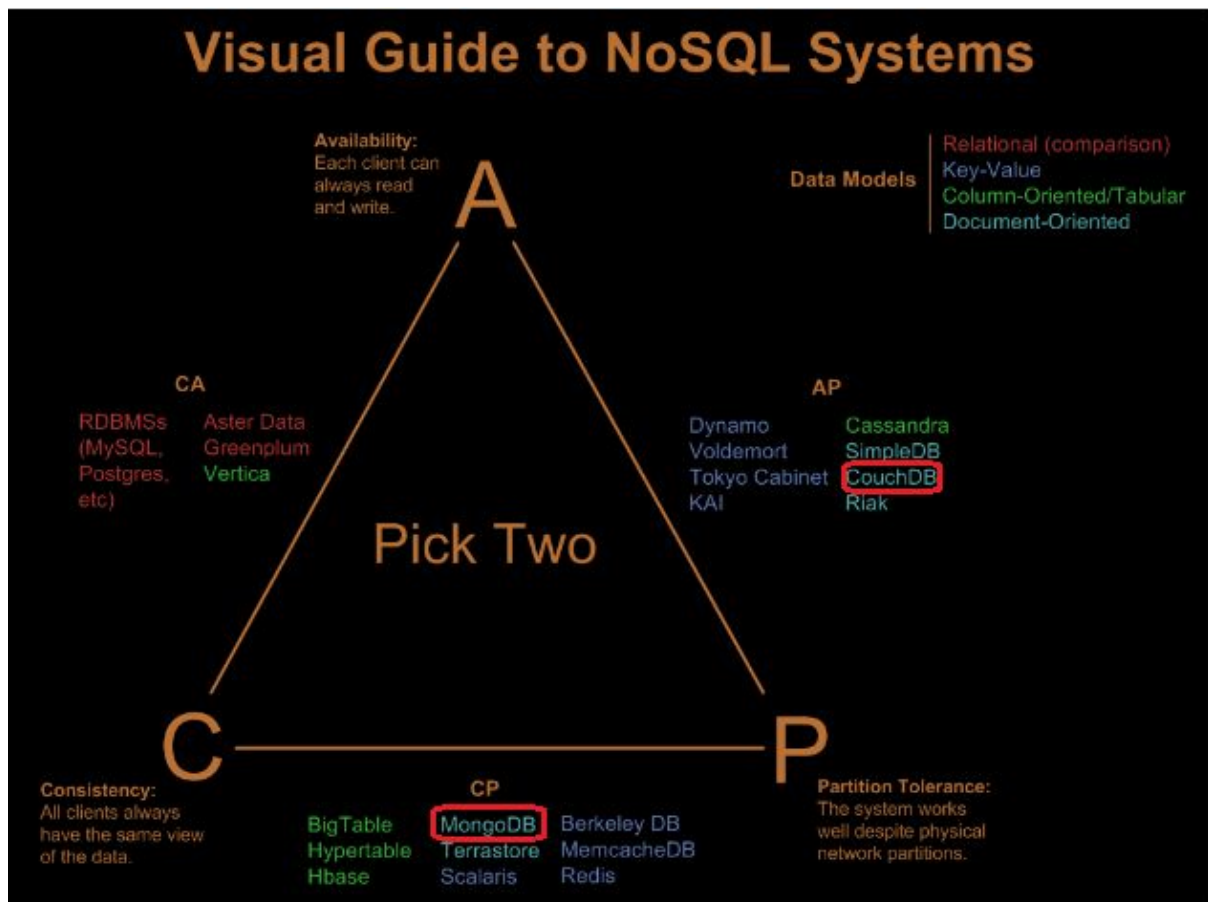 Visual Guide to NoSQL Systems
Availability:
Each client can
always read
and write.
A
Data Models
Relational (comparison)
Key-Value
Column-Oriented/Tabular
Document-Oriented
CA
RDBMSs
(MySQL,
Postgres,
etc)
Aster Data
Greenplum
Vertica
AP
Dynamo
Voldemort
Tokyo Cabinet
KAI
Cassandra
SimpleDB
CouchDB
Riak
Pick Two
C
P
Consistency:
All clients always
have the same view
of the data.
CP
BigTable
Hypertable
Hbase
MongoDB
Terrastore
Scalaris
Berkeley DB
MemcacheDB
Redis
Partition Tolerance:
The system works
well despite physical
network partitions.